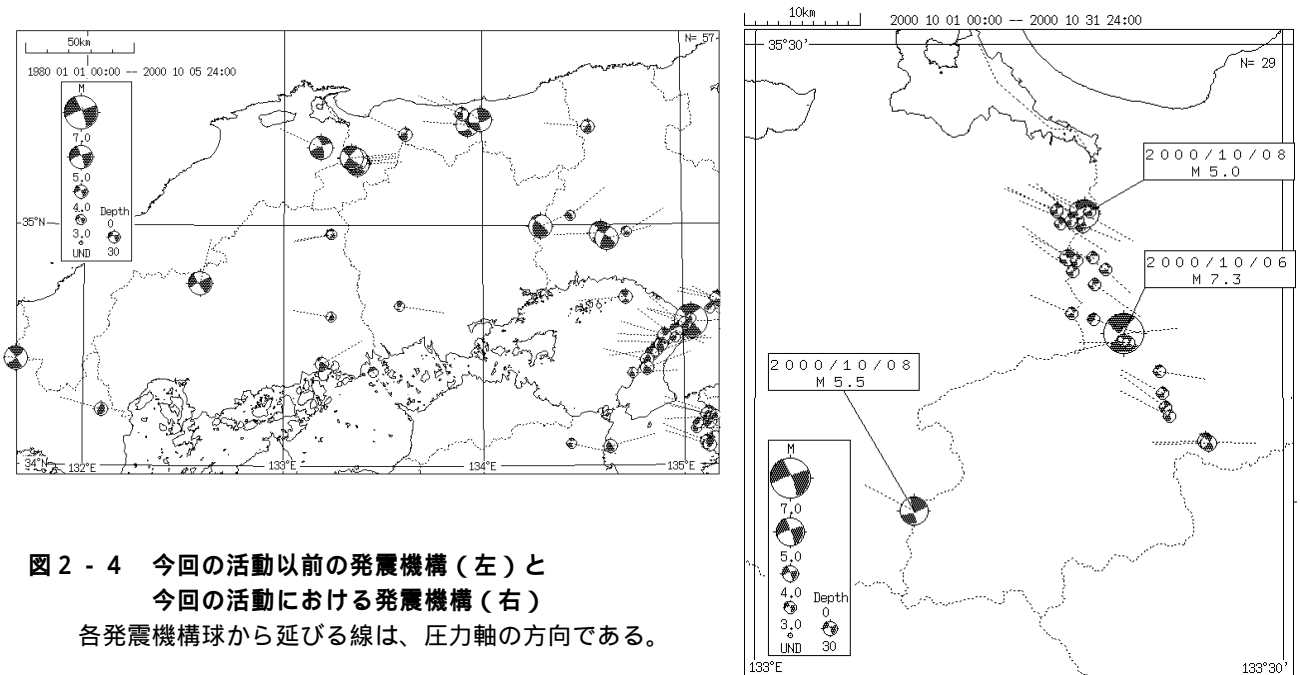 50km
1980 01 01 00:00 -- 2000 10 05 24:00
N= 57
M
7.0
5.0
4.0
3.0
UND
Depth
0
30
35°N
34°N
132°E
133°E
134°E
135°E
10km
2000 10 01 00:00 -- 2000 10 31 24:00
35°30'
N= 29
2000/10/08
M 5.0
2000/10/06
M 7.3
2000/10/08
M 5.5
M
7.0
5.0
4.0
3.0
UND
Depth
0
30
133°E
133°30'
図2-4 今回の活動以前の発震機構(左)と
今回の活動における発震機構(右)
各発震機構球から延びる線は、圧力軸の方向である。